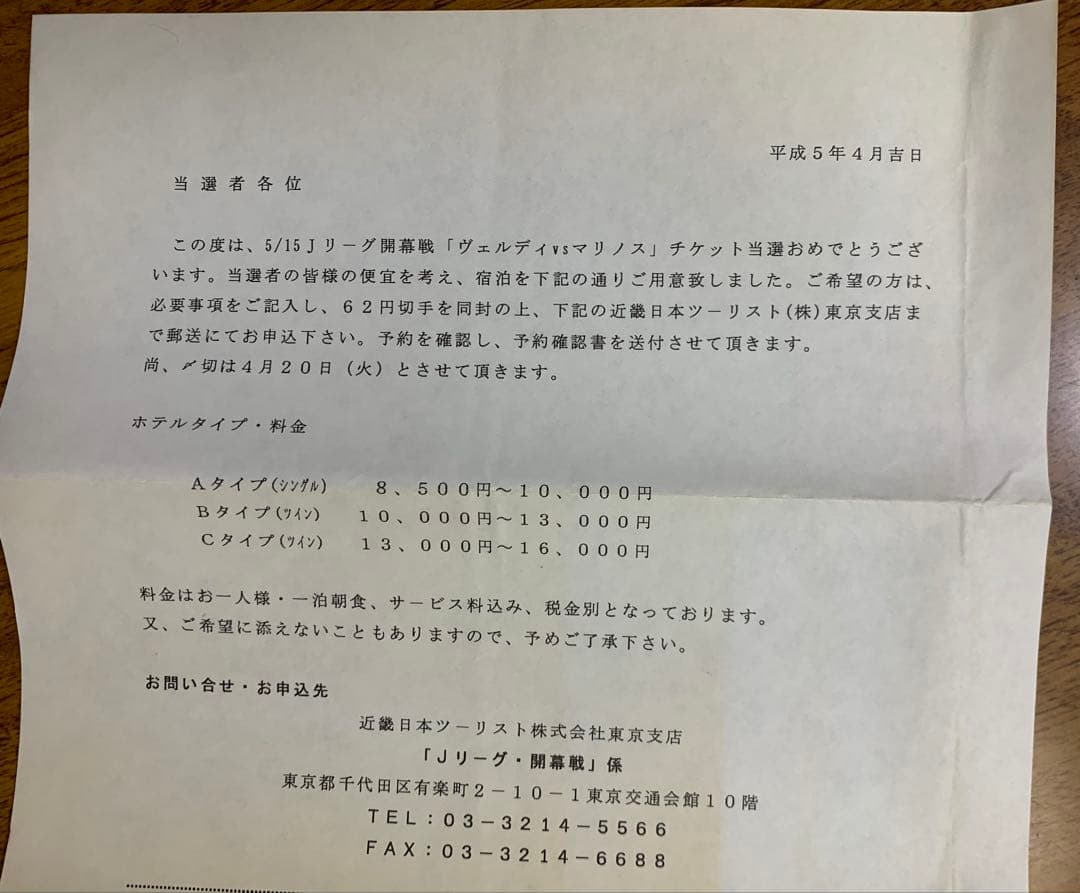 平成5年4月吉日
当選者各位
この度は、5/15Jリーグ開幕戦「ヴェルディvsマリノス」チケット当選おめでとうござ
います。当選者の皆様の便宜を考え、宿泊を下記の通りご用意致しました。ご希望の方は、
必要事項をご記入し、62円切手を同封の上、下記の近畿日本ツーリスト(株)東京支店ま
で郵送にてお申込下さい。予約を確認し、予約確認書を送付させて頂きます。
尚、〆切は4月20日（火）とさせて頂きます。
ホテルタイプ・料金
Aタイプ(ｼﾝｸﾞﾙ) 8、500円〜10、000円
Bタイプ(ﾂｲﾝ) 10、000円〜13、000円
Cタイプ(ﾂｲﾝ) 13、000円〜16、000円
料金はお一人様・一泊朝食、サービス料込み、税金別となっております。
又、ご希望に添えないこともありますので、予めご了承下さい。
お問い合せ・お申込先
近畿日本ツーリスト株式会社東京支店
「Jリーグ・開幕戦」係
東京都千代田区有楽町2－10－1東京交通会館10階
TEL：03－3214－5566
FAX：03－3214－6688